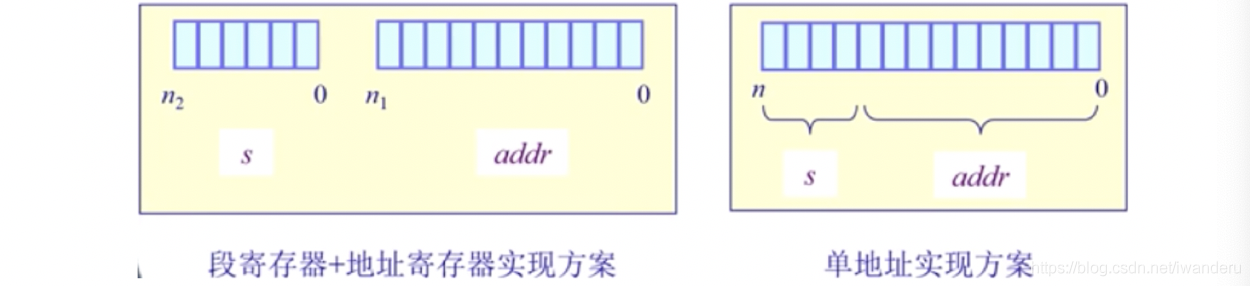 n2 0 n1 0
n 0
s addr
s addr
段寄存器+地址寄存器实现方案
单地址实现方案
https://blog.csdn.net/iwanderu